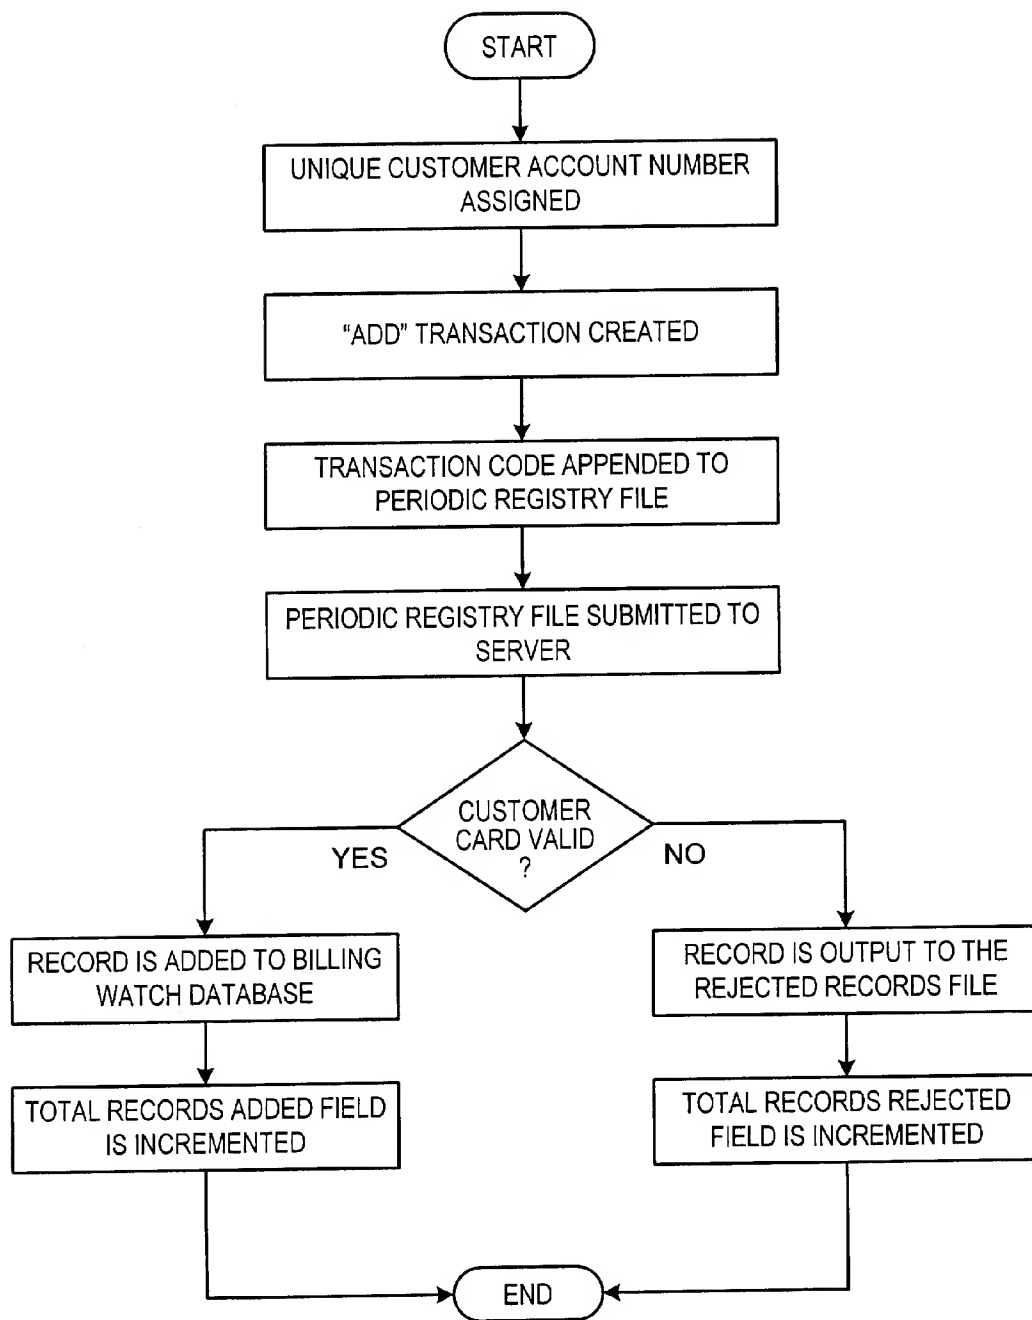 START
UNIQUE CUSTOMER ACCOUNT NUMBER
ASSIGNED
“ADD” TRANSACTION CREATED
TRANSACTION CODE APPENDED TO
PERIODIC REGISTRY FILE
PERIODIC REGISTRY FILE SUBMITTED TO
SERVER
CUSTOMER
CARD VALID
?
YES
NO
RECORD IS ADDED TO BILLING
WATCH DATABASE
RECORD IS OUTPUT TO THE
REJECTED RECORDS FILE
TOTAL RECORDS ADDED FIELD
IS INCREMENTED
TOTAL RECORDS REJECTED
FIELD IS INCREMENTED
END